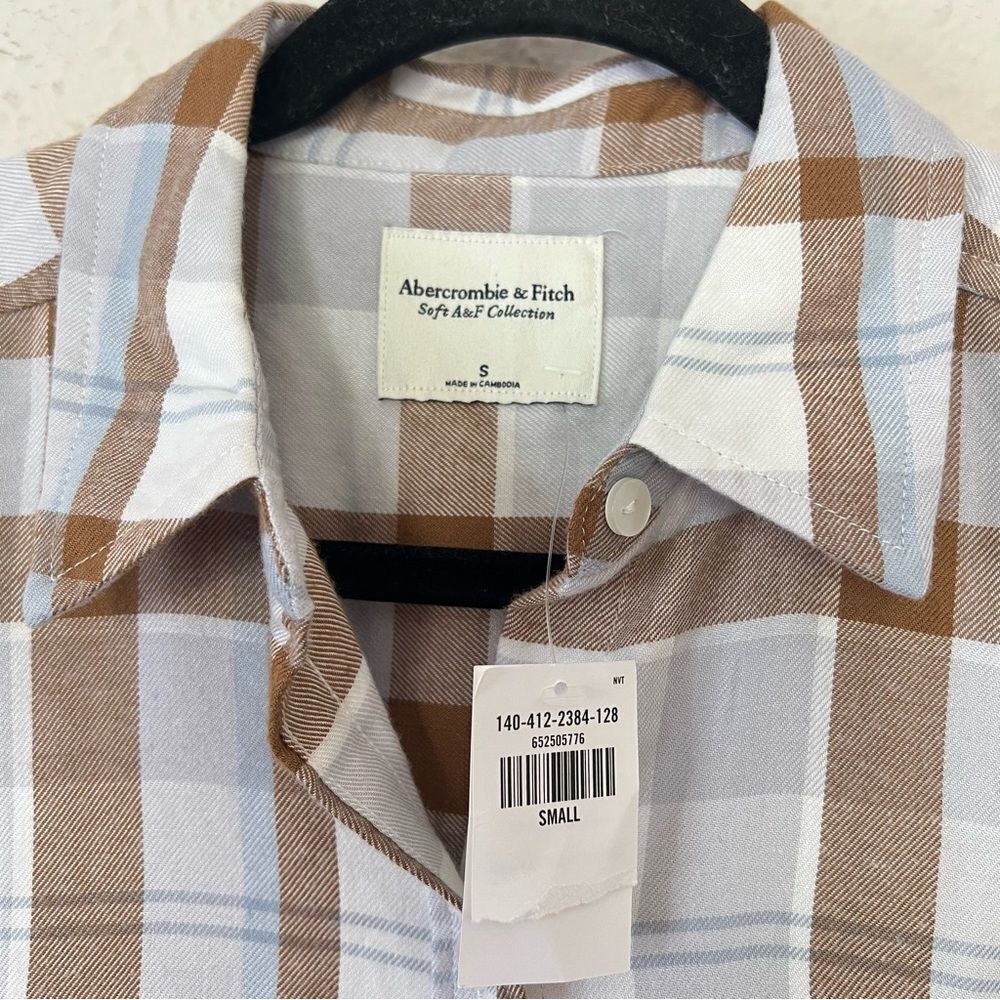 Abercrombie & Fitch
Soft A&F Collection
S
MADE IN CAMBODIA
NVT
140-412-2384-128
652505776
SMALL